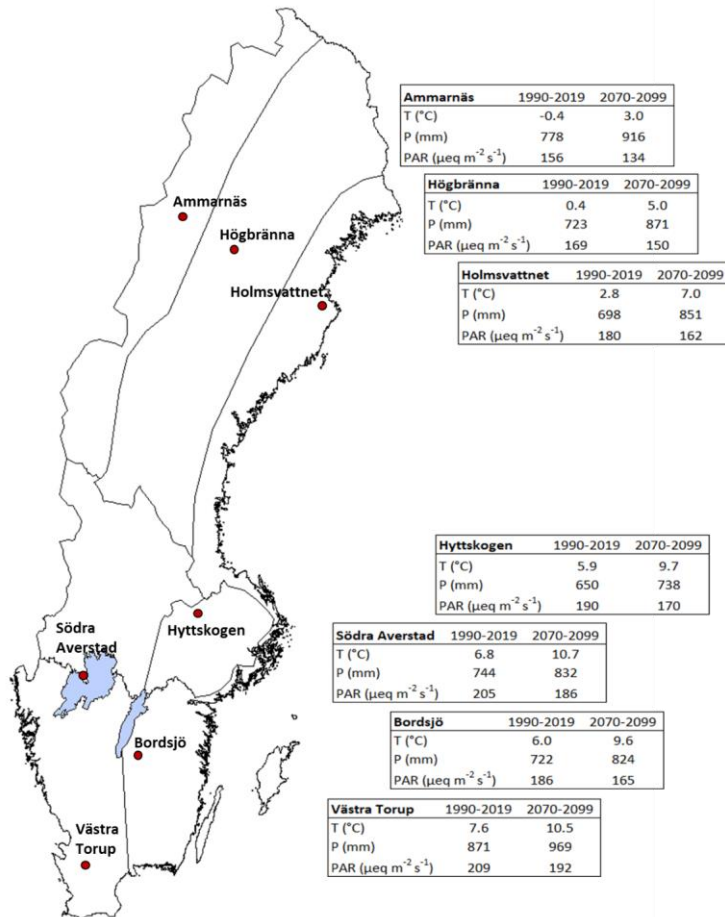 Ammarnäs 1990-2019 2070-2099
T (°C) -0.4 3.0
P (mm) 778 916
PAR (µeq m⁻² s⁻¹) 156 134
Högbränna 1990-2019 2070-2099
T (°C) 0.4 5.0
P (mm) 723 871
PAR (µeq m⁻² s⁻¹) 169 150
Holmsvattnet 1990-2019 2070-2099
T (°C) 2.8 7.0
P (mm) 698 851
PAR (µeq m⁻² s⁻¹) 180 162
Ammarnäs
Högbränna
Holmsvattnet
Hyttskogen 1990-2019 2070-2099
T (°C) 5.9 9.7
P (mm) 650 738
PAR (µeq m⁻² s⁻¹) 190 170
Södra Averstad 1990-2019 2070-2099
T (°C) 6.8 10.7
P (mm) 744 832
PAR (µeq m⁻² s⁻¹) 205 186
Bordsjö 1990-2019 2070-2099
T (°C) 6.0 9.6
P (mm) 722 824
PAR (µeq m⁻² s⁻¹) 186 165
Västra Torup 1990-2019 2070-2099
T (°C) 7.6 10.5
P (mm) 871 969
PAR (µeq m⁻² s⁻¹) 209 192
Södra
Averstad
Hyttskogen
Bordsjö
Västra
Torup